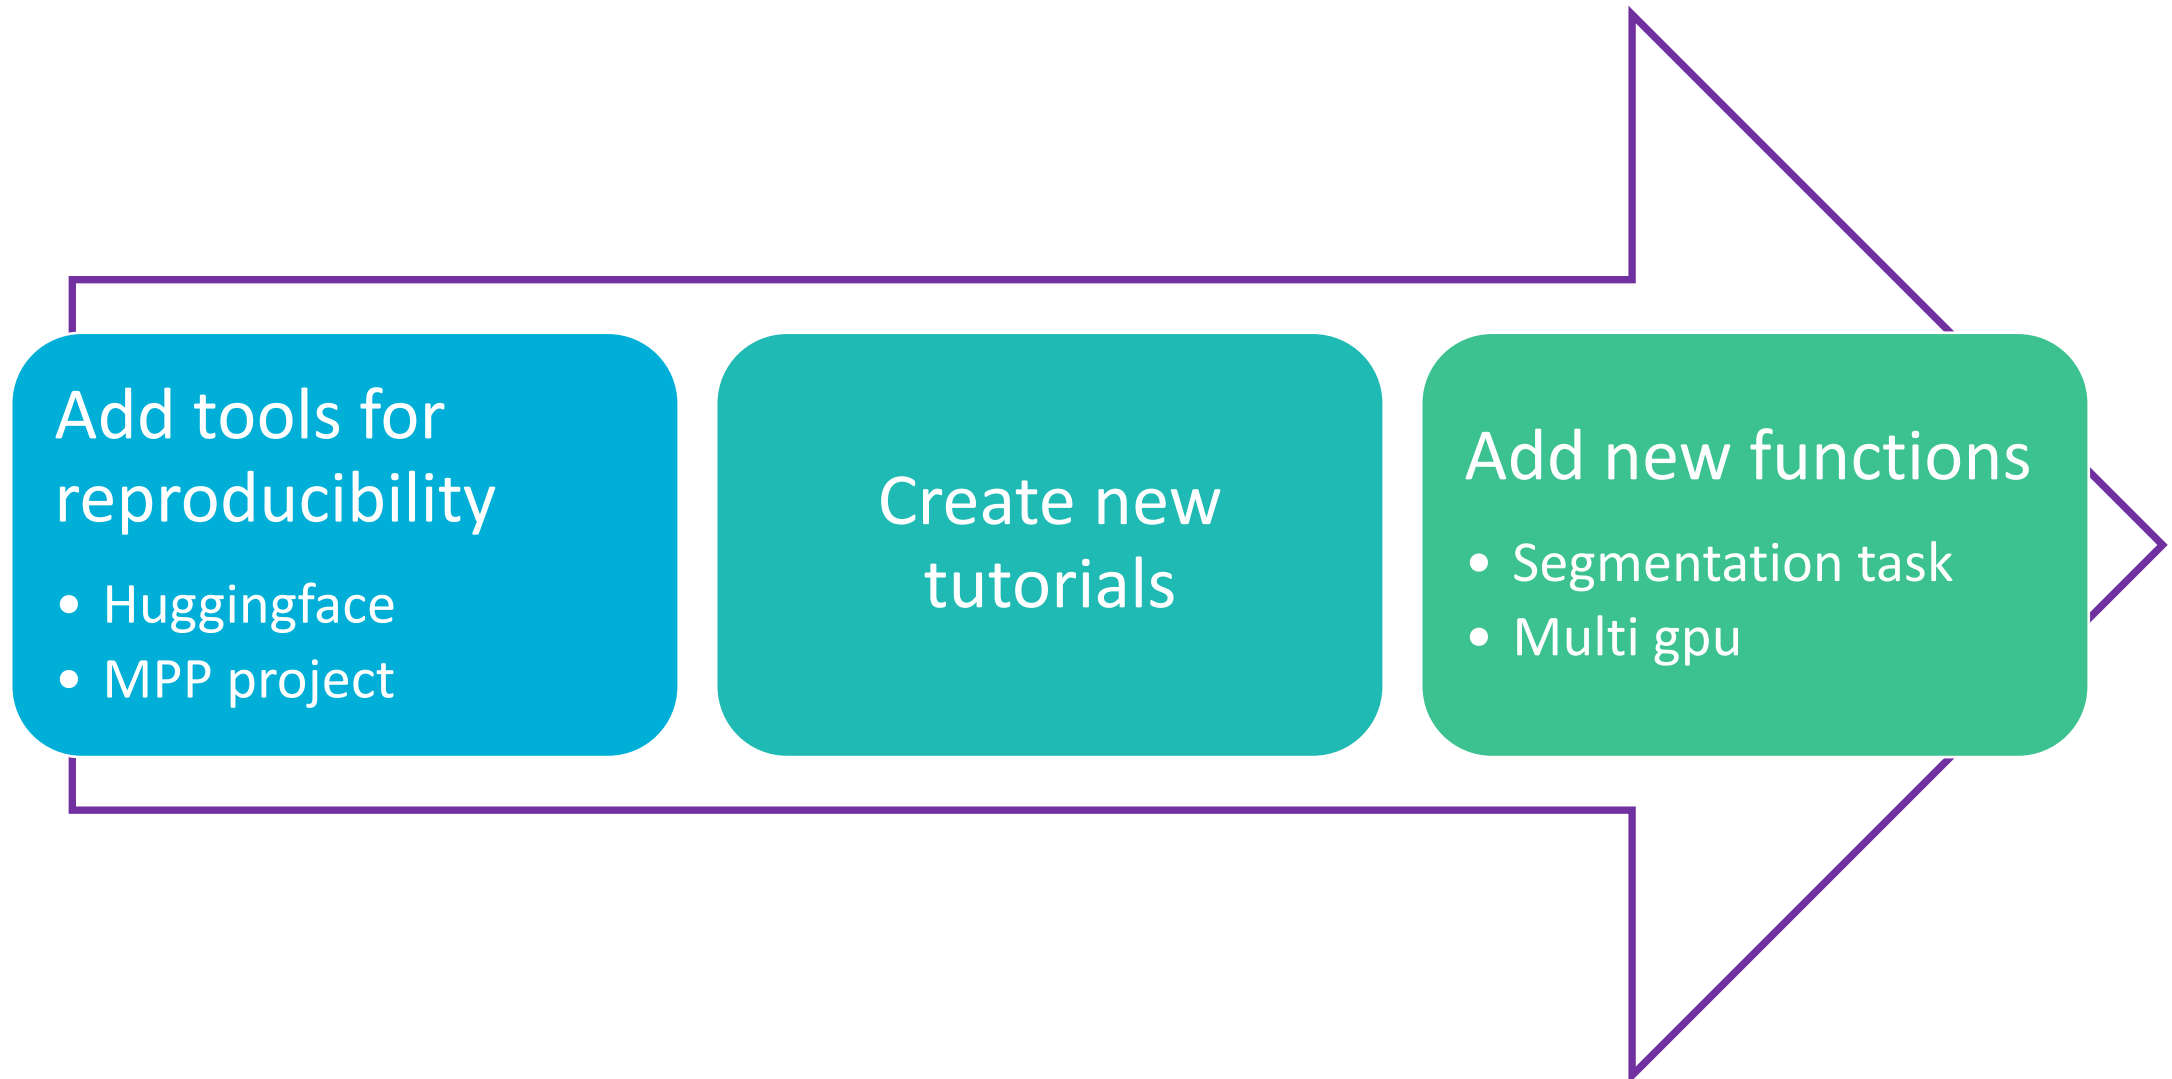 Add tools for
reproducibility
• Huggingface
• MPP project
Create new
tutorials
Add new functions
• Segmentation task
• Multi gpu